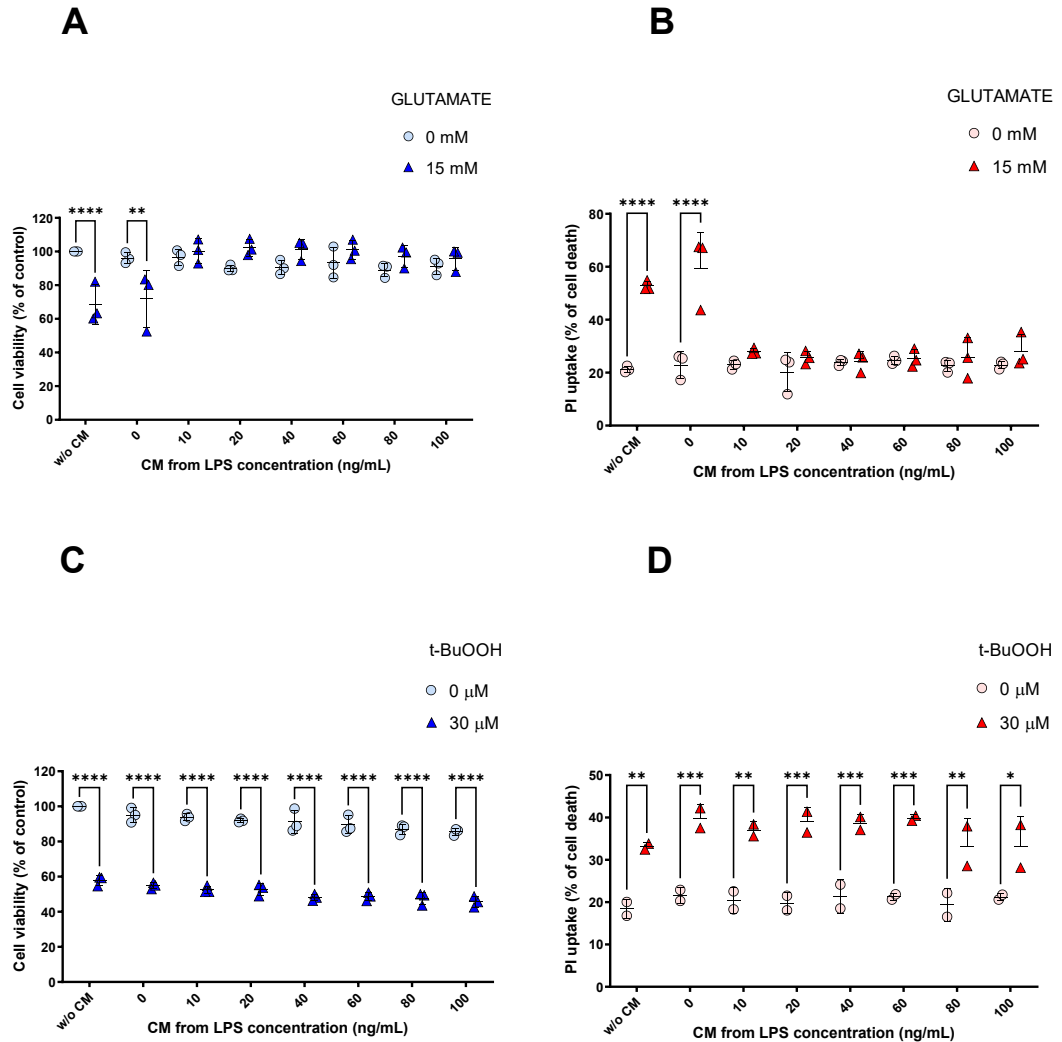 A
GLUTAMATE
0 mM
15 mM
**** **
120
100
80
60
40
20
0
Cell viability (% of control)
w/o CM 0 10 20 40 60 80 100
CM from LPS concentration (ng/mL)
B
GLUTAMATE
0 mM
15 mM
**** ****
80
60
40
20
0
PI uptake (% of cell death)
w/o CM 0 10 20 40 60 80 100
CM from LPS concentration (ng/mL)
C
t-BuOOH
0 μM
30 μM
**** **** **** **** **** **** **** ****
120
100
80
60
40
20
0
Cell viability (% of control)
w/o CM 0 10 20 40 60 80 100
CM from LPS concentration (ng/mL)
D
t-BuOOH
0 μM
30 μM
** *** ** *** *** *** ** *
50
40
30
20
10
0
PI uptake (% of cell death)
w/o CM 0 10 20 40 60 80 100
CM from LPS concentration (ng/mL)